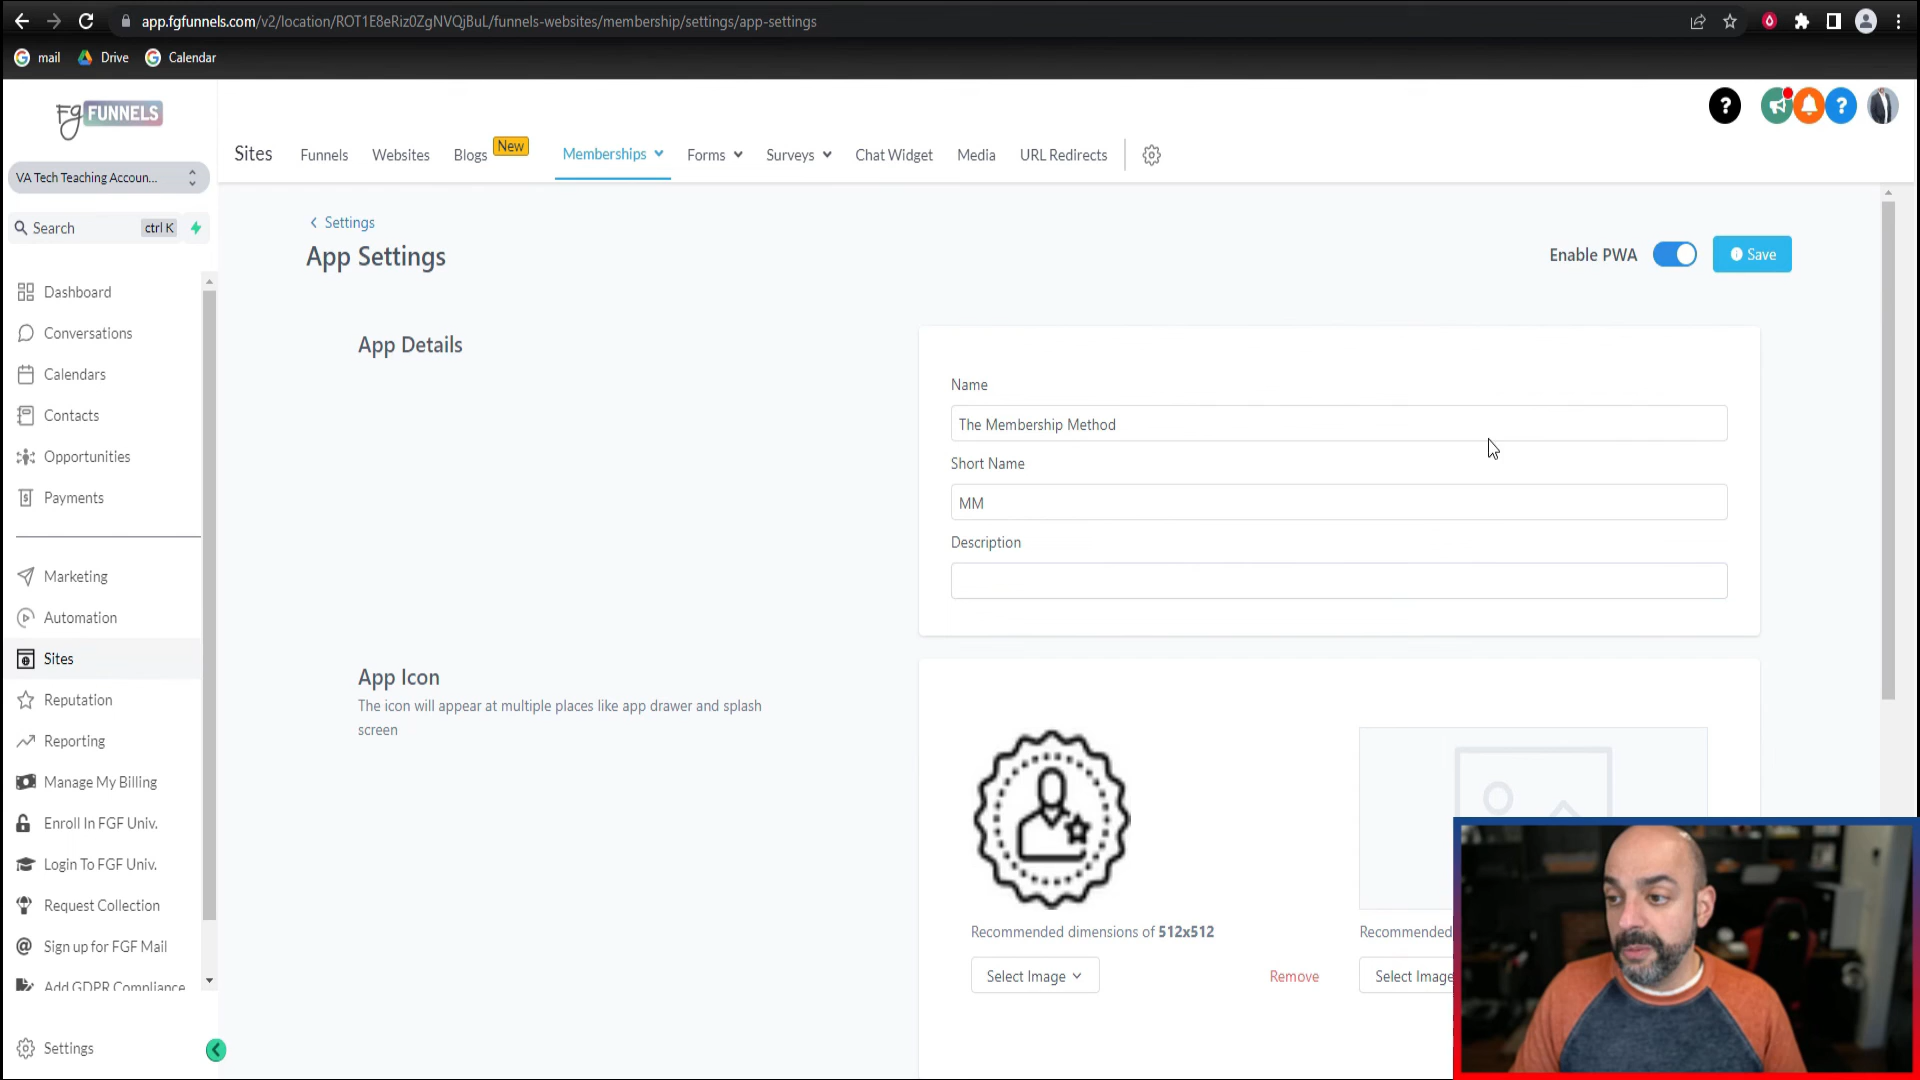 app.fgfunnels.com/v2/location/ROT1E8eRiz0ZgNVQjBuL/funnels-websites/membership/settings/app-settings
mail
Drive
Calendar
Fg FUNNELS
VA Tech Teaching Accoun...
Search
ctrl K
Dashboard
Conversations
Calendars
Contacts
Opportunities
Payments
Marketing
Automation
Sites
Reputation
Reporting
Manage My Billing
Enroll In FGF Univ.
Login To FGF Univ.
Request Collection
Sign up for FGF Mail
Add GDPR Compliance
Settings
Sites
Funnels
Websites
Blogs
New
Memberships
Forms
Surveys
Chat Widget
Media
URL Redirects
Settings
App Settings
Enable PWA
Save
App Details
Name
The Membership Method
Short Name
MM
Description
App Icon
The icon will appear at multiple places like app drawer and splash
screen
Recommended dimensions of 512x512
Select Image
Remove
Recommended
Select Image